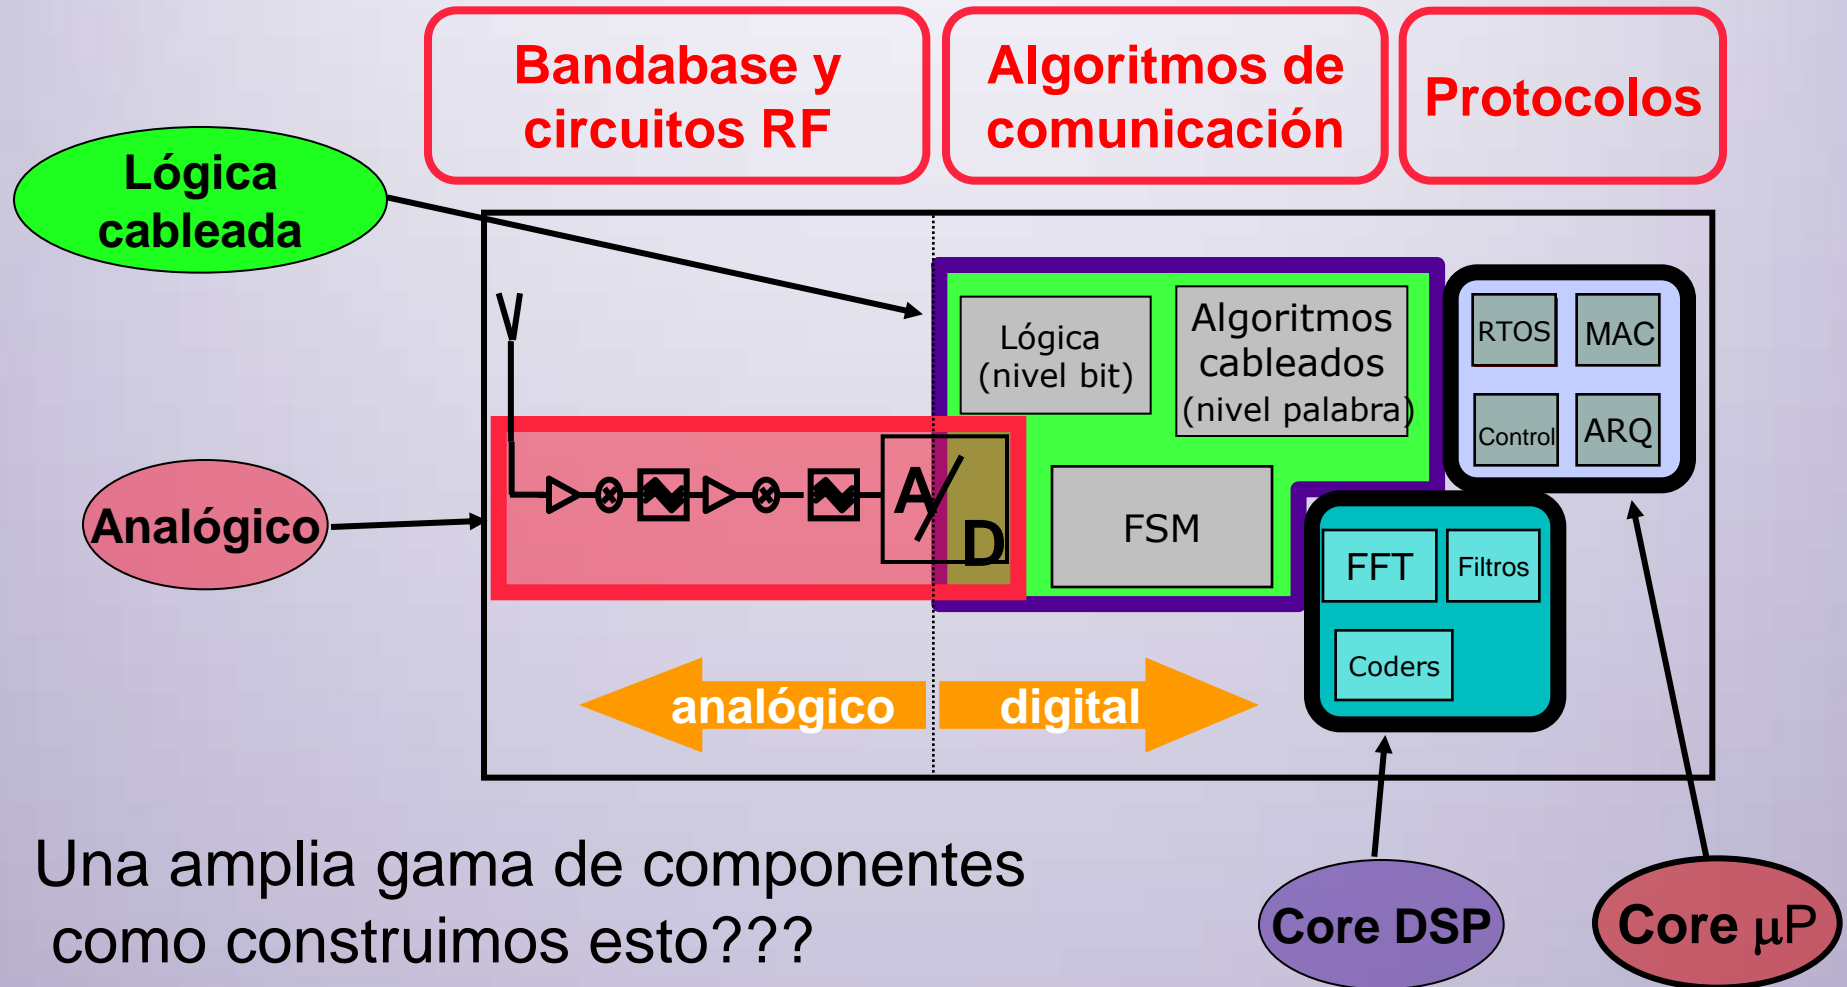 Bandabase y
circuitos RF
Algoritmos de
comunicación
Protocolos
Lógica
cableada
Lógica
(nivel bit)
Algoritmos
cableados
(nivel palabra)
RTOS
MAC
Control
ARQ
Analógico
A
D
FSM
FFT
Filtros
Coders
analógico
digital
Una amplia gama de componentes
como construimos esto???
Core DSP
Core µP